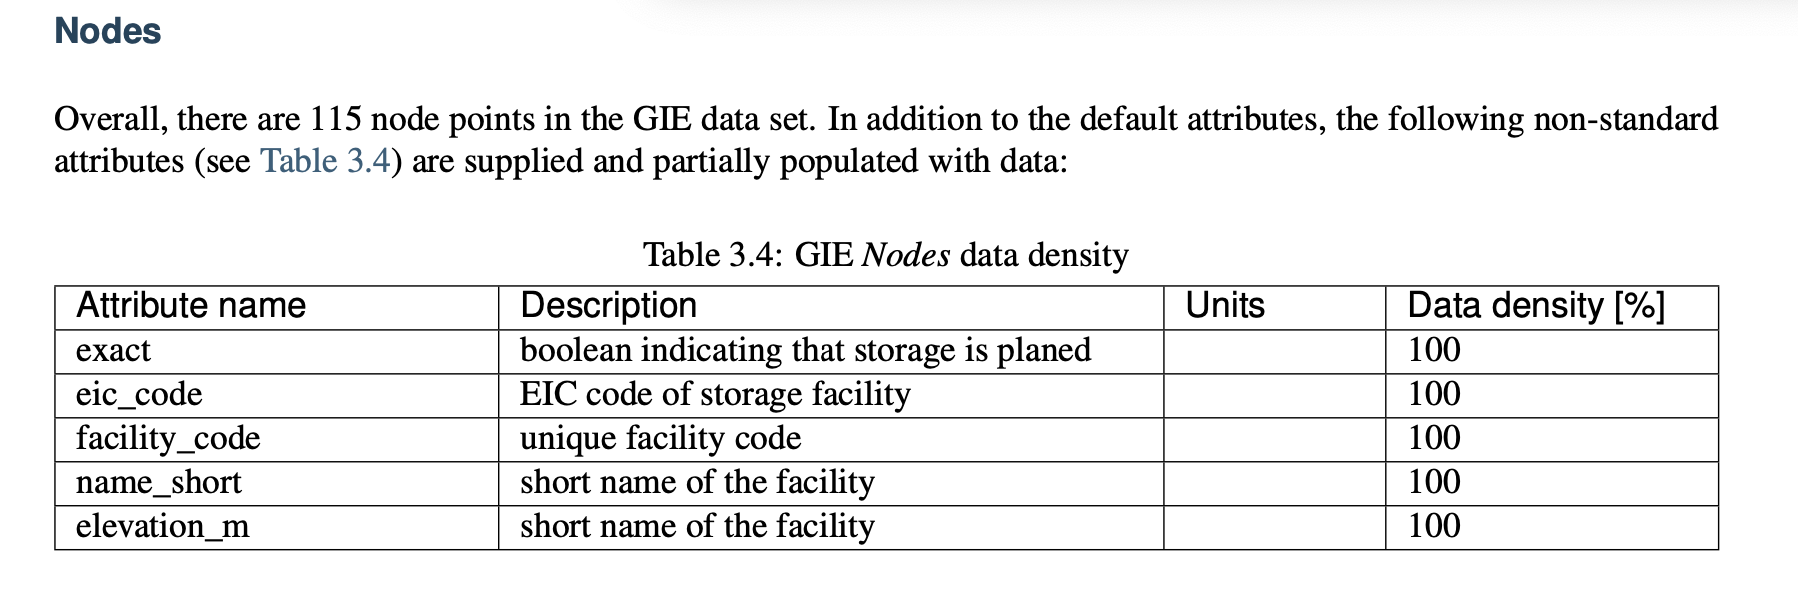 Nodes
Overall, there are 115 node points in the GIE data set. In addition to the default attributes, the following non-standard
attributes (see Table 3.4) are supplied and partially populated with data:
Table 3.4: GIE Nodes data density
Attribute name Description Units Data density [%]
exact boolean indicating that storage is planed 100
eic_code EIC code of storage facility 100
facility_code unique facility code 100
name_short short name of the facility 100
elevation_m short name of the facility 100